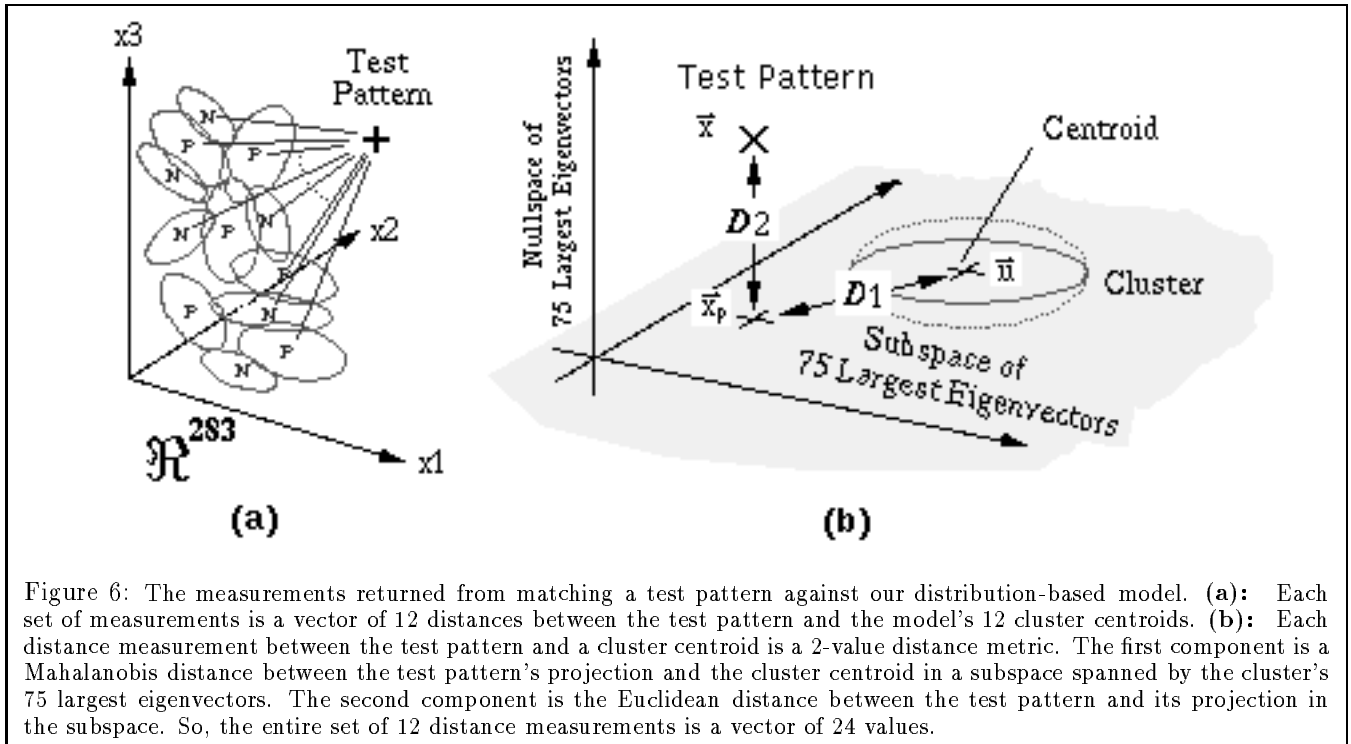 x3
Test
Pattern
N
P
P
N
N
P
N
x2
P
P
N
P
N
ℜ283
x1
(a)
Nullspace of
75 Largest Eigenvectors
Test Pattern
x⃗
D2
x⃗p
D1
Centroid
u⃗
Cluster
Subspace of
75 Largest Eigenvectors
(b)
Figure 6: The measurements returned from matching a test pattern against our distribution-based model. (a): Each
set of measurements is a vector of 12 distances between the test pattern and the model's 12 cluster centroids. (b): Each
distance measurement between the test pattern and a cluster centroid is a 2-value distance metric. The first component is a
Mahalanobis distance between the test pattern's projection and the cluster centroid in a subspace spanned by the cluster's
75 largest eigenvectors. The second component is the Euclidean distance between the test pattern and its projection in
the subspace. So, the entire set of 12 distance measurements is a vector of 24 values.